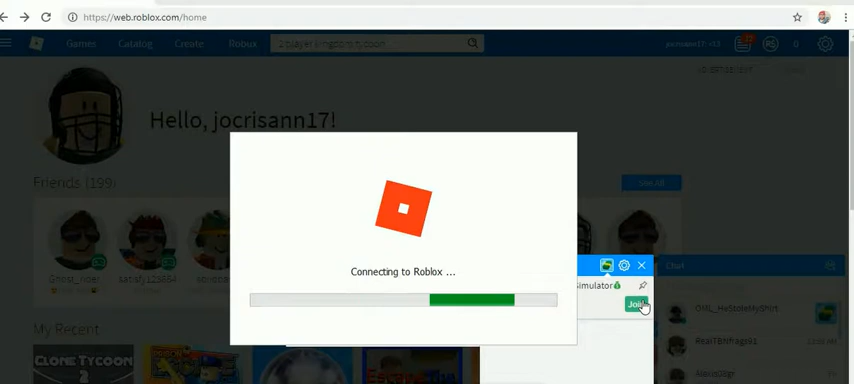 https://web.roblox.com/home
Games Catalog Create Robux 0
Hello, jocrisann17!
Friends (199)
See All
Connecting to Roblox ...
Simulator
Join
Chat
OML_HeStoleMyShirt
My Recent
CLONE TYCOON
2